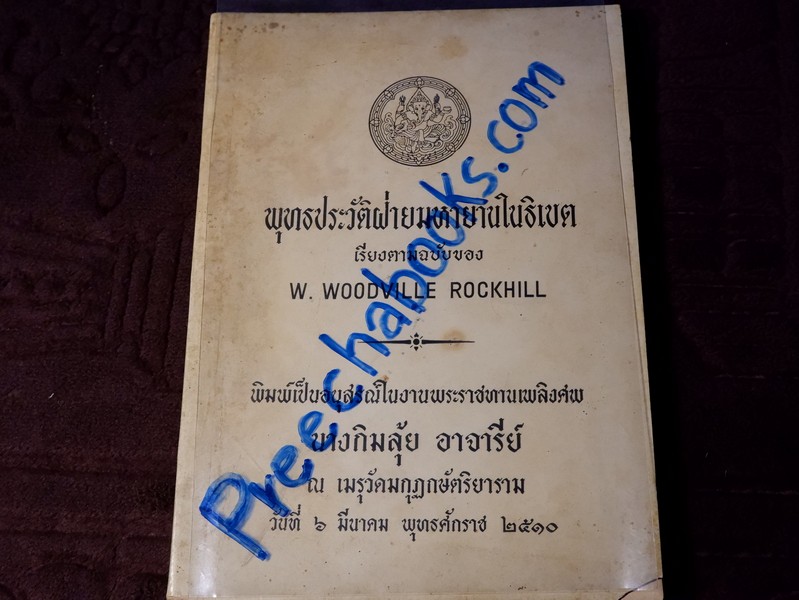 พุทธประวัติฝ่ายมหายานในธิเบต
เรียงตามฉบับของ
W. WOODVILLE ROCKHILL
พิมพ์เป็นอนุสรณ์ในงานพระราชทานเพลิงศพ
นางกิมลุ้ย อาจารีย์
ณ เมรุวัดมกุฏกษัตริยาราม
วันที่ ๖ มีนาคม พุทธศักราช ๒๕๑๐
Preechabooks.com